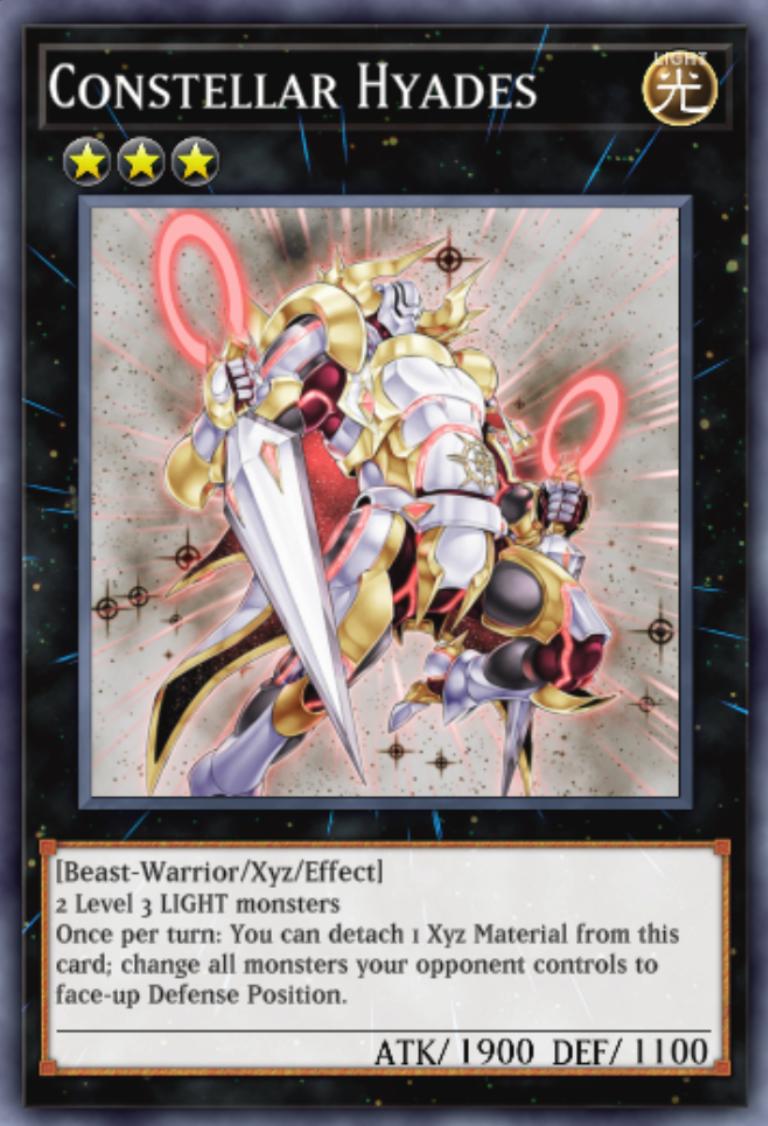 Constellar Hyades
LIGHT
光
[Beast-Warrior/Xyz/Effect]
2 Level 3 LIGHT monsters
Once per turn: You can detach 1 Xyz Material from this
card; change all monsters your opponent controls to
face-up Defense Position.
ATK/ 1900 DEF/ 1100